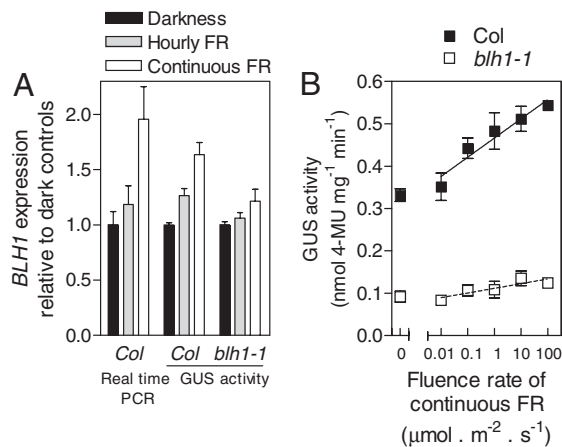 A
Darkness
Hourly FR
Continuous FR
BLH1 expression
relative to dark controls
2.0
1.5
1.0
0.5
0.0
Col
Col
blh1-1
Real time
PCR
GUS activity
B
Col
blh1-1
GUS activity
(nmol 4-MU mg⁻¹ min⁻¹)
0.6
0.5
0.4
0.3
0.2
0.1
0.0
0
0.01
0.1
1
10
100
Fluence rate of
continuous FR
(μmol . m⁻² . s⁻¹)